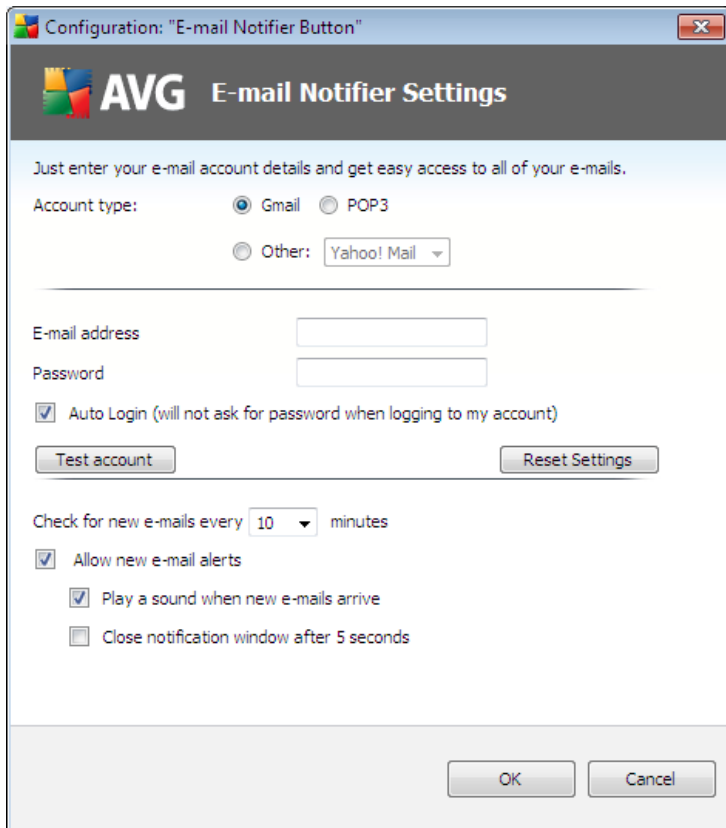 Configuration: "E-mail Notifier Button"
AVG E-mail Notifier Settings
Just enter your e-mail account details and get easy access to all of your e-mails.
Account type: Gmail POP3
Other: Yahoo! Mail
E-mail address
Password
Auto Login (will not ask for password when logging to my account)
Test account Reset Settings
Check for new e-mails every 10 minutes
Allow new e-mail alerts
Play a sound when new e-mails arrive
Close notification window after 5 seconds
OK Cancel